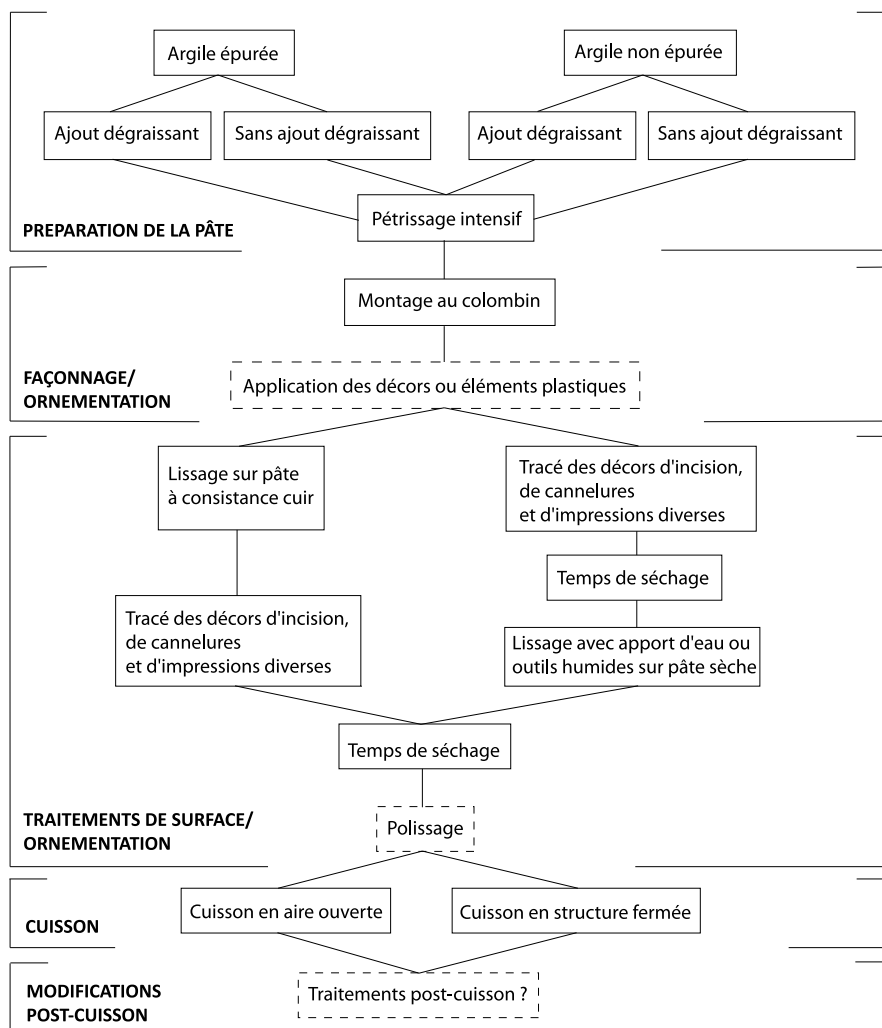 Argile épurée
Argile non épurée
Ajout dégraissant
Sans ajout dégraissant
Ajout dégraissant
Sans ajout dégraissant
Pétrissage intensif
PREPARATION DE LA PÂTE
Montage au colombin
Application des décors ou éléments plastiques
FAÇONNAGE/
ORNEMENTATION
Lissage sur pâte
à consistance cuir
Tracé des décors d'incision,
de cannelures
et d'impressions diverses
Temps de séchage
Tracé des décors d'incision,
de cannelures
et d'impressions diverses
Lissage avec apport d'eau ou
outils humides sur pâte sèche
Temps de séchage
Polissage
TRAITEMENTS DE SURFACE/
ORNEMENTATION
Cuisson en aire ouverte
Cuisson en structure fermée
CUISSON
Traitements post-cuisson ?
MODIFICATIONS
POST-CUISSON